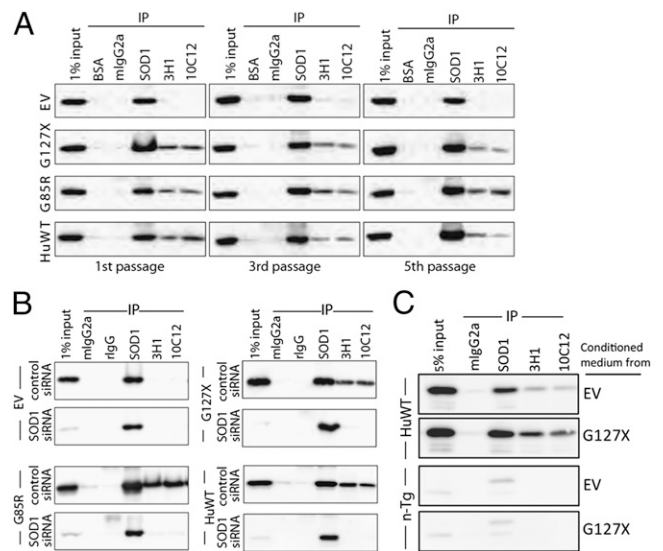 A
IP
IP
IP
1% input BSA mIgG2a SOD1 3H1 10C12
1% input BSA mIgG2a SOD1 3H1 10C12
1% input BSA mIgG2a SOD1 3H1 10C12
EV
G127X
G85R
HuWT
1st passage
3rd passage
5th passage
B
IP
1% input mIgG2a rIgG SOD1 3H1 10C12
EV
control siRNA
SOD1 siRNA
G85R
control siRNA
SOD1 siRNA
IP
1% input mIgG2a rIgG SOD1 3H1 10C12
G127X
control siRNA
SOD1 siRNA
HuWT
control siRNA
SOD1 siRNA
C
IP
5% input mIgG2a SOD1 3H1 10C12
Conditioned
medium from
HuWT
EV
G127X
n-Tg
EV
G127X